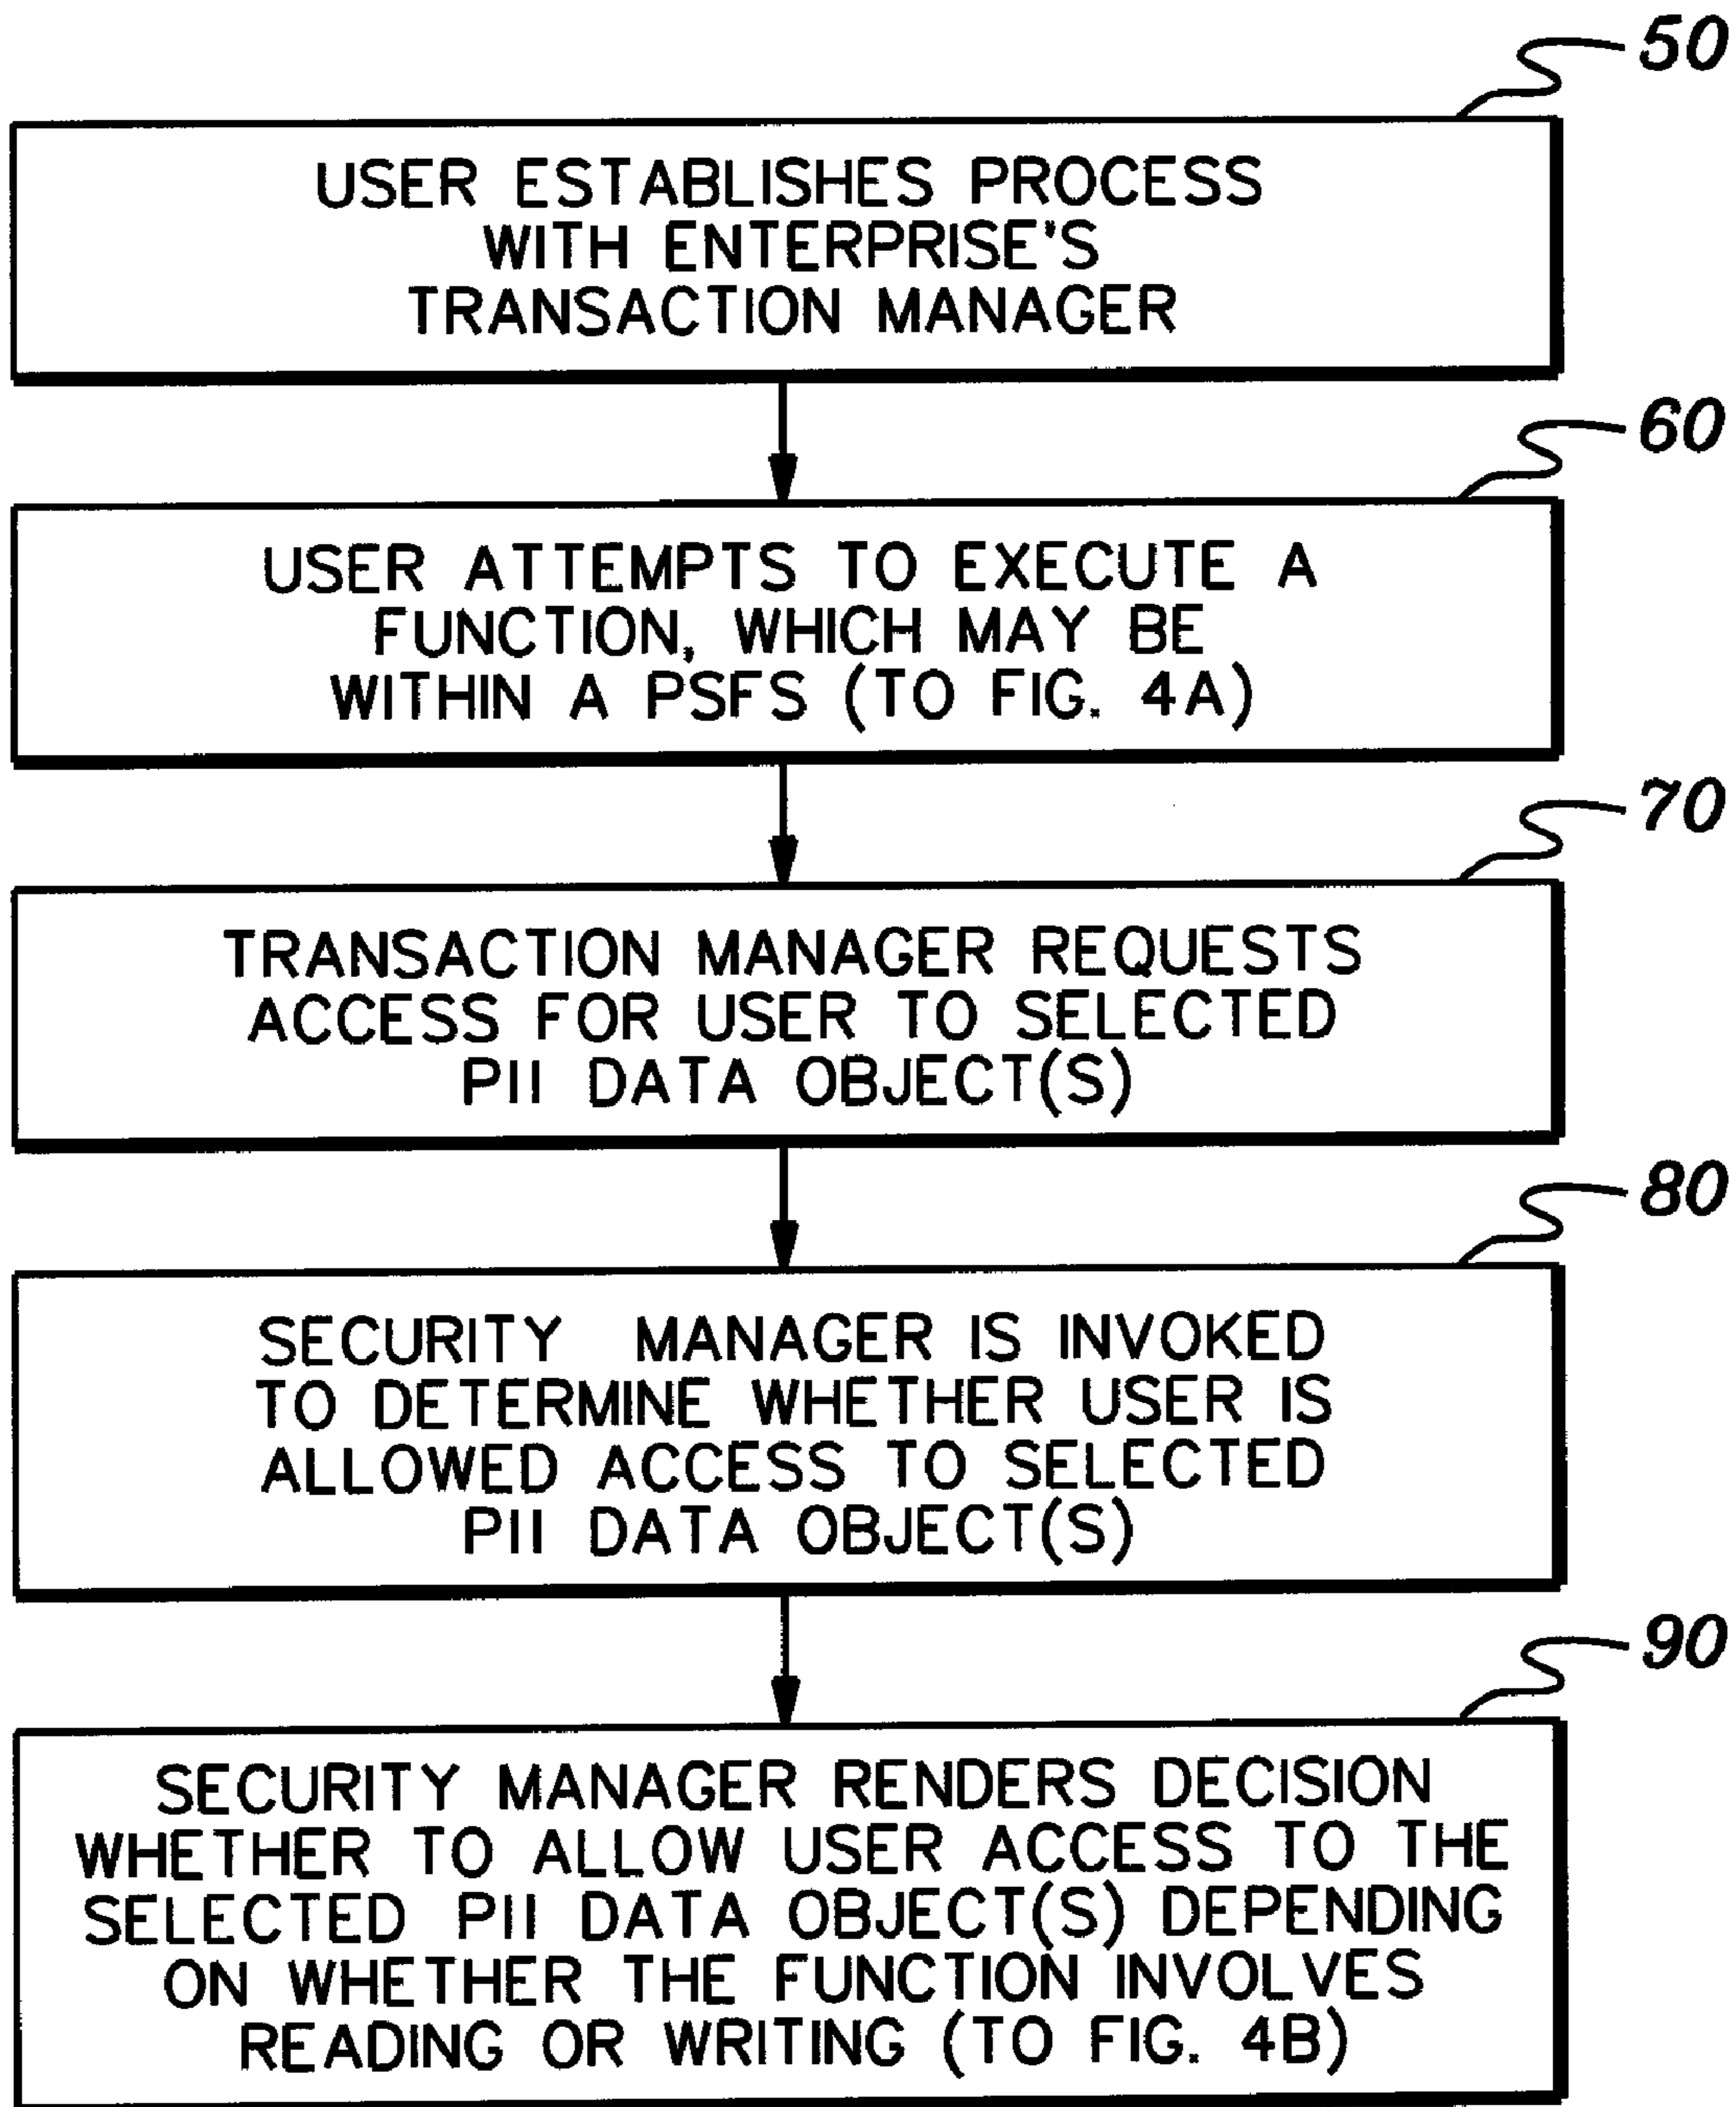 50
USER ESTABLISHES PROCESS
WITH ENTERPRISE'S
TRANSACTION MANAGER
60
USER ATTEMPTS TO EXECUTE A
FUNCTION, WHICH MAY BE
WITHIN A PSFS (TO FIG. 4A)
70
TRANSACTION MANAGER REQUESTS
ACCESS FOR USER TO SELECTED
PII DATA OBJECT(S)
80
SECURITY MANAGER IS INVOKED
TO DETERMINE WHETHER USER IS
ALLOWED ACCESS TO SELECTED
PII DATA OBJECT(S)
90
SECURITY MANAGER RENDERS DECISION
WHETHER TO ALLOW USER ACCESS TO THE
SELECTED PII DATA OBJECT(S) DEPENDING
ON WHETHER THE FUNCTION INVOLVES
READING OR WRITING (TO FIG. 4B)